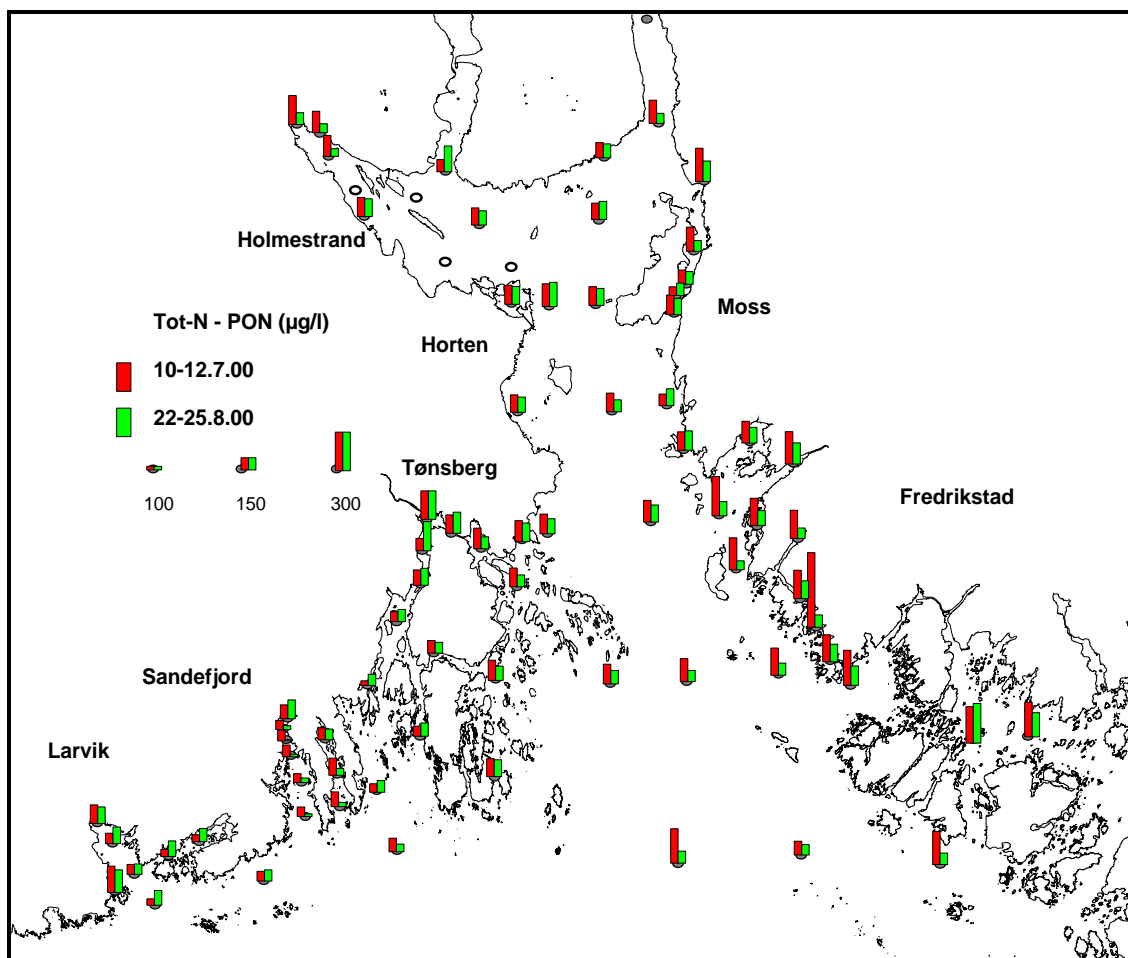 Holmestrand
Moss
Tot-N - PON (µg/l)
Horten
10-12.7.00
22-25.8.00
Tønsberg
Fredrikstad
100 150 300
Sandefjord
Larvik